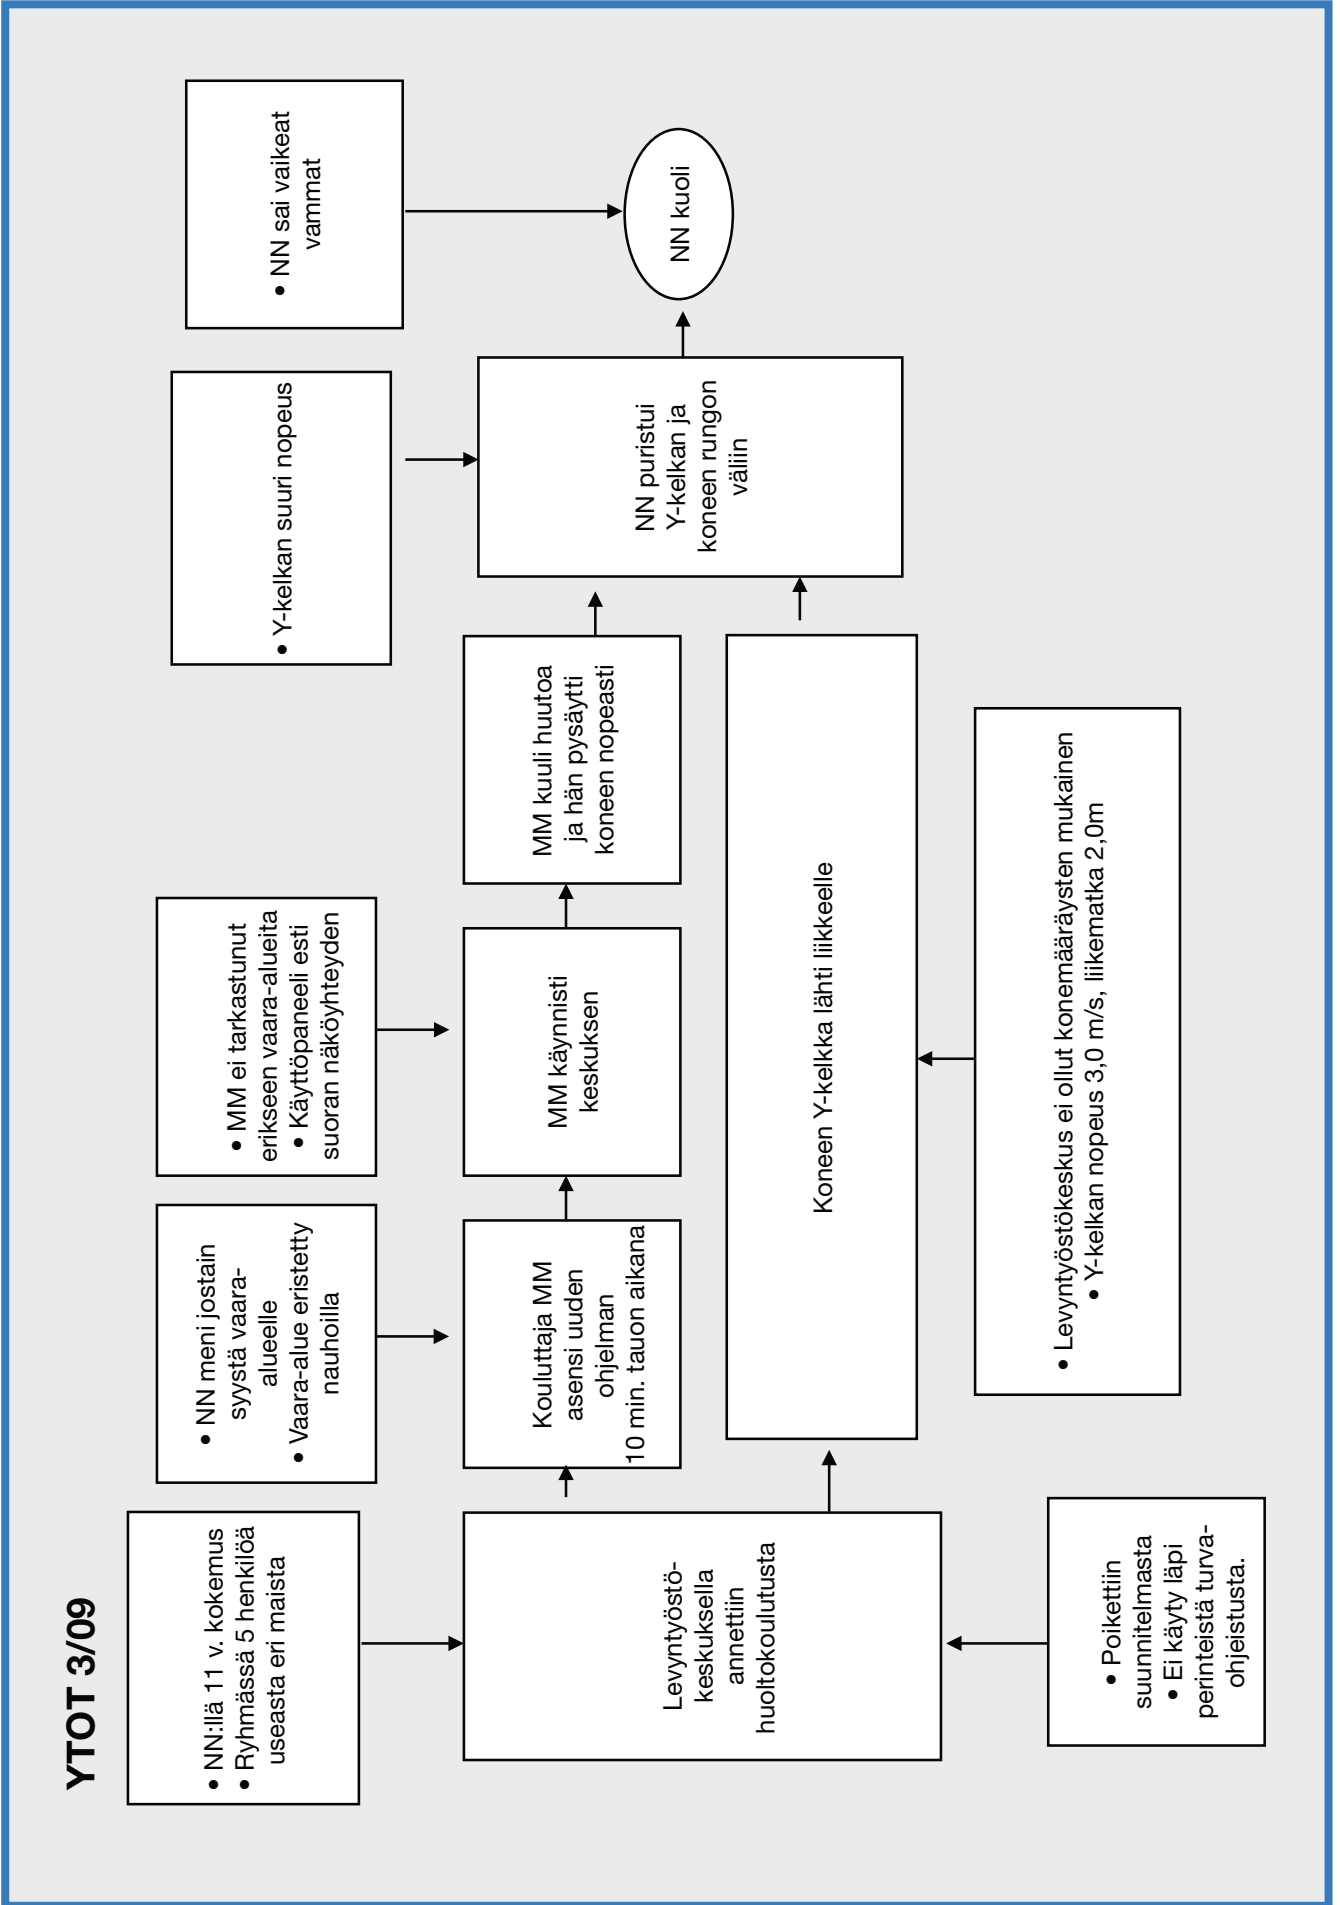 YTOT 3/09
• NN:llä 11 v. kokemus
• Ryhmässä 5 henkilöä
useasta eri maista
• NN meni jostain
syystä vaara-
alueelle
• Vaara-alue eristetty
nauhoilla
• MM ei tarkastunut
erikseen vaara-alueita
• Käyttöpaneeli esti
suoran näköyhteyden
• Y-kelkan suuri nopeus
• NN sai vaikeat
vammat
Levyntyöstö-
keskuksella
annettiin
huoltokoulutusta
Kouluttaja MM
asensi uuden
ohjelman
10 min. tauon aikana
MM käynnisti
keskuksen
MM kuuli huutoa
ja hän pysäytti
koneen nopeasti
NN puristui
Y-kelkan ja
koneen rungon
väliin
NN kuoli
Koneen Y-kelkka lähti liikkeelle
• Poikettiin
suunnitelmasta
• Ei käyty läpi
perinteistä turva-
ohjeistusta.
• Levyntyöstökeskus ei ollut konemääräysten mukainen
• Y-kelkan nopeus 3,0 m/s, liikematka 2,0m